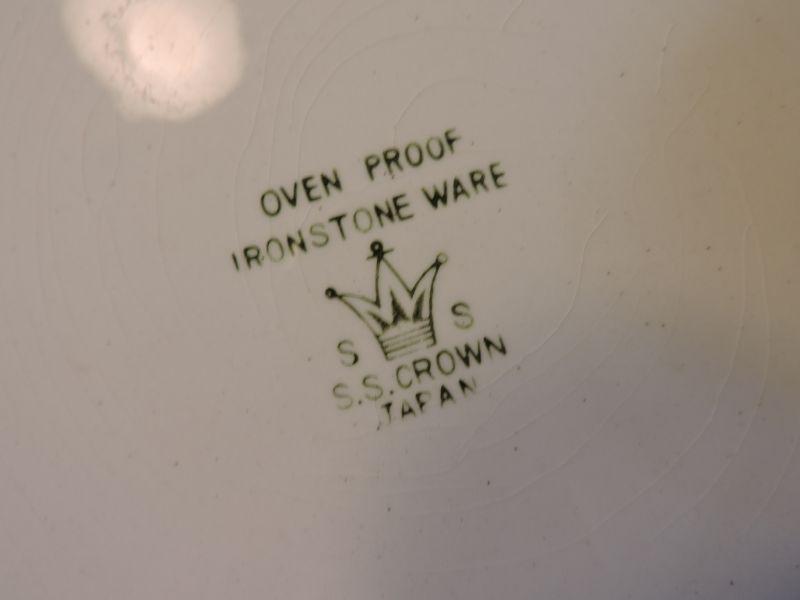 OVEN PROOF
IRONSTONE WARE
S S
S.S. CROWN
JAPAN